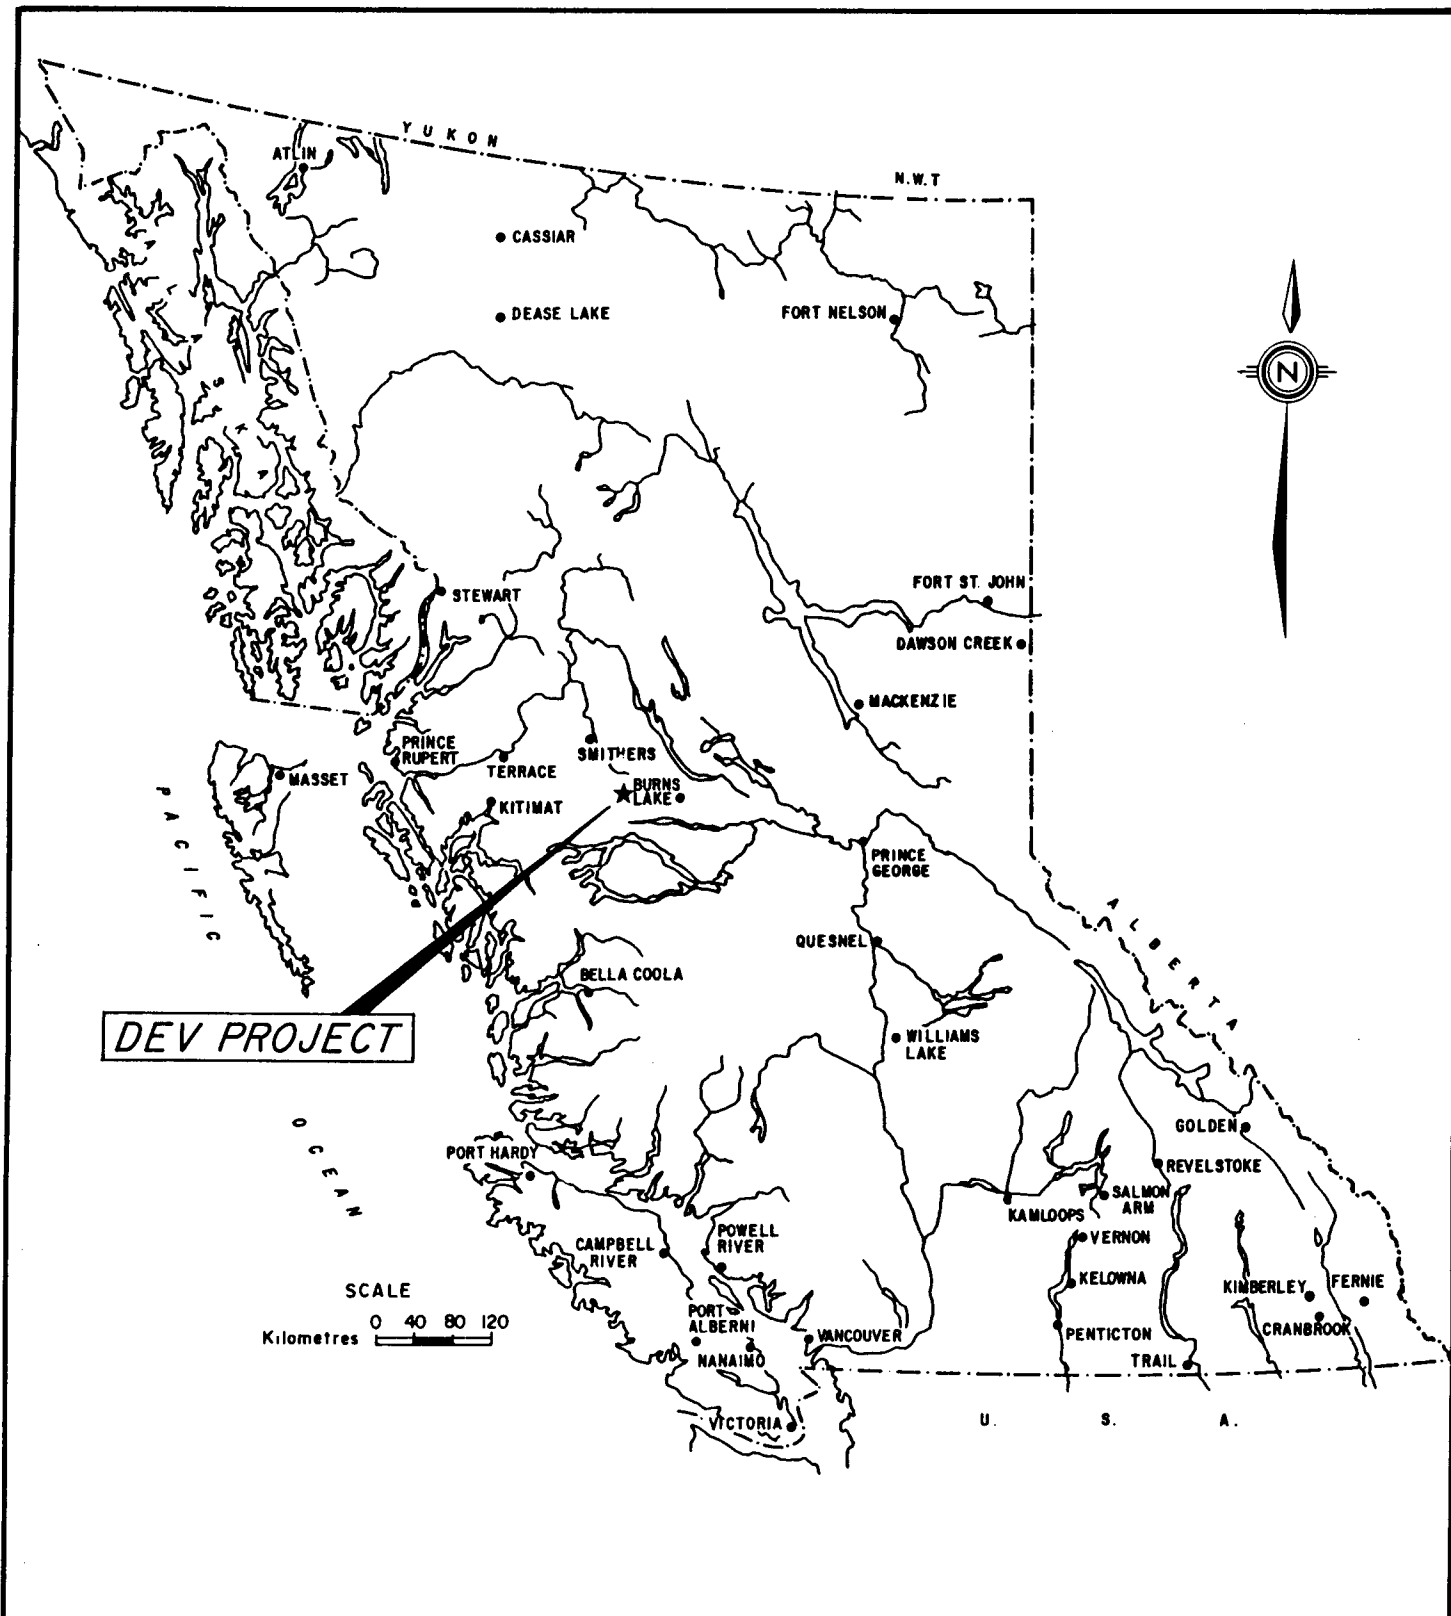 YUKON
ATLIN
N.W.T
CASSIAR
ALASKA
DEASE LAKE
FORT NELSON
N
FORT ST. JOHN
STEWART
DAWSON CREEK
MACKENZIE
PRINCE
RUPERT
SMITHERS
TERRACE
MASSET
BURNS
LAKE
KITIMAT
PACIFIC
PRINCE
GEORGE
ALBERTA
QUESNEL
BELLA COOLA
DEV PROJECT
WILLIAMS
LAKE
OCEAN
GOLDEN
PORT HARDY
REVELSTOKE
SALMON
ARM
KAMLOOPS
POWELL
RIVER
VERNON
CAMPBELL
RIVER
KELOWNA
KIMBERLEY
FERNIE
SCALE
PORT
ALBERNI
0 40 80 120
Kilometres
CRANBROOK
PENTICTON
VANCOUVER
NANAIMO
TRAIL
VICTORIA
U. S. A.